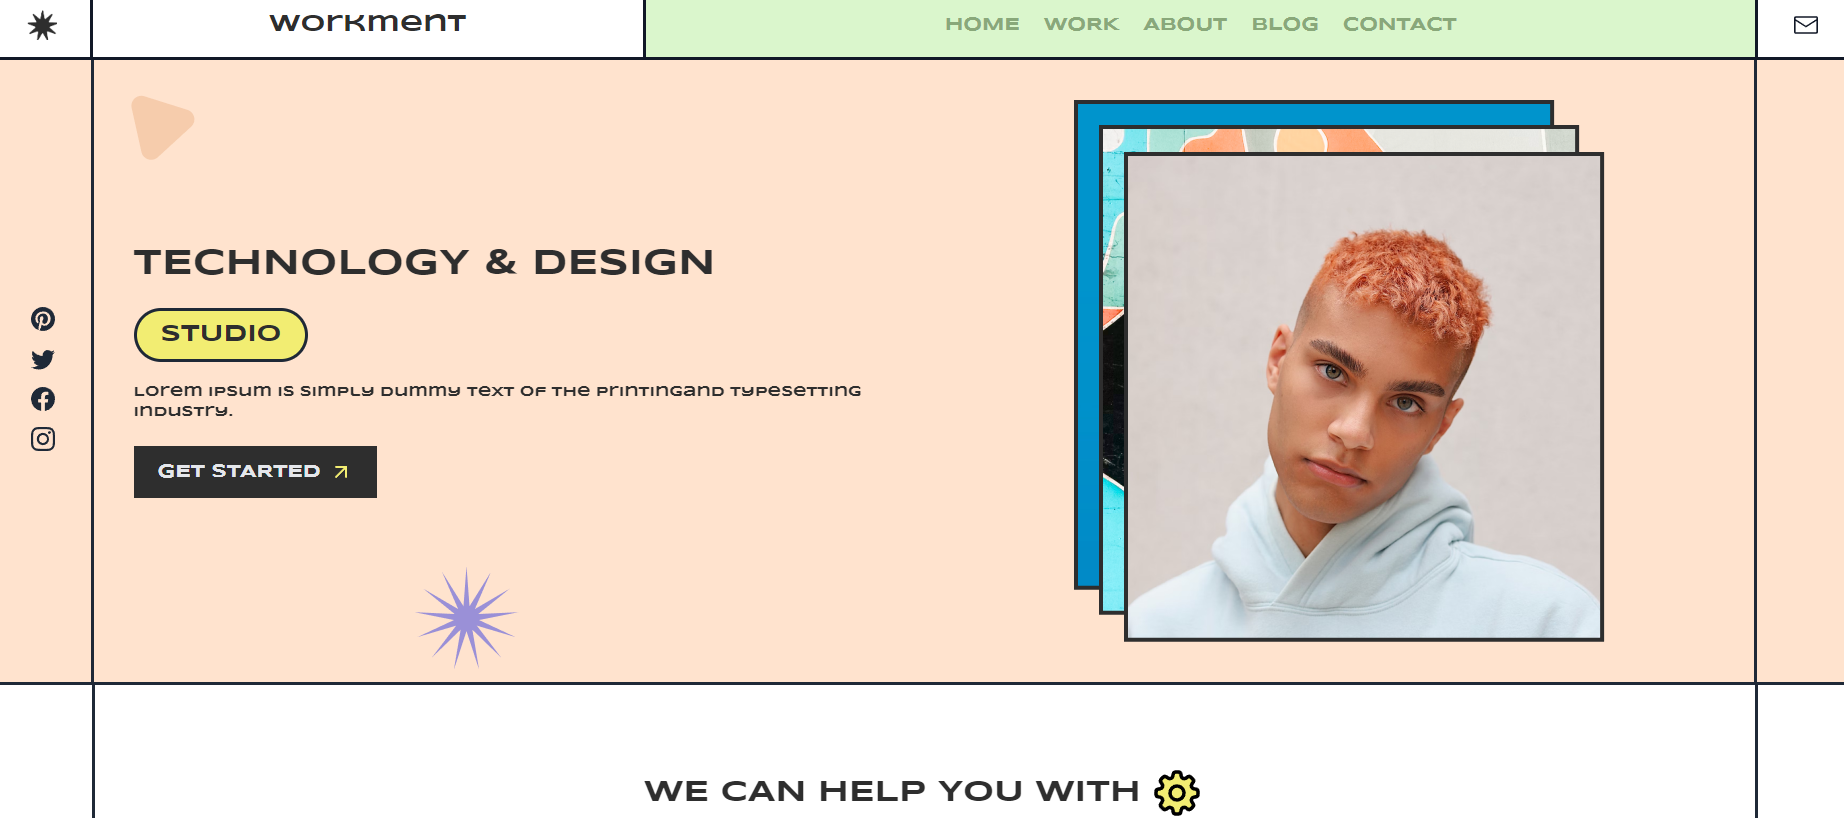 workment
HOME WORK ABOUT BLOG CONTACT
TECHNOLOGY & DESIGN
STUDIO
Lorem Ipsum is simply dummy text of the printingand typesetting
industry.
GET STARTED
WE CAN HELP YOU WITH